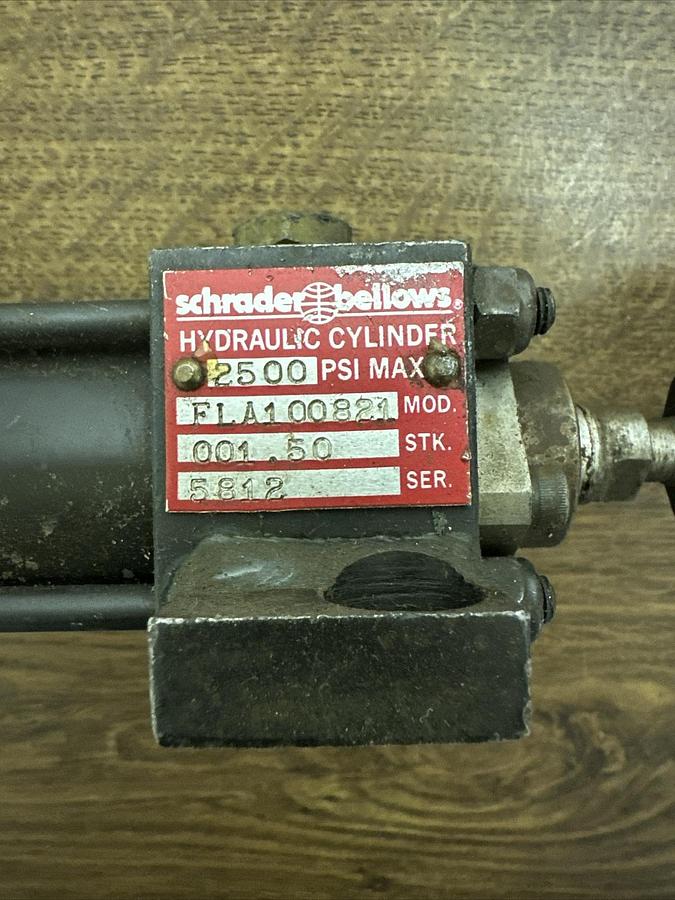 schrader bellows®
HYDRAULIC CYLINDER
2500 PSI MAX
FLA100821 MOD.
001.50 STK.
5812 SER.